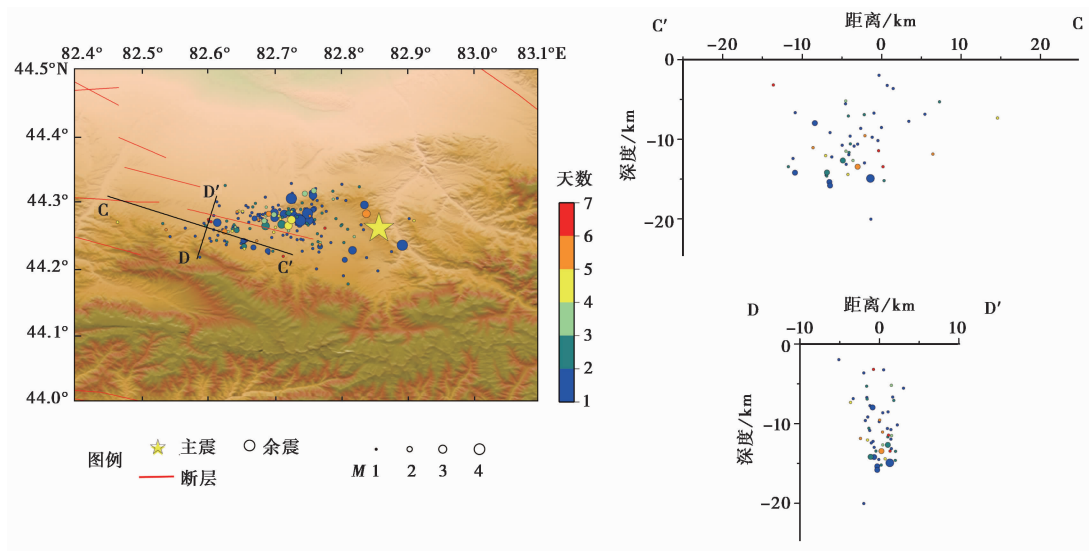 82.4° 82.5° 82.6° 82.7° 82.8° 82.9° 83.0° 83.1°E
44.5°N
44.4°
44.3°
44.2°
44.1°
44.0°
C
D′
D
C′
天数
7
6
5
4
3
2
1
图例
主震
余震
断层
M 1 2 3 4
距离/km
C′ C
−20 −10 0 10 20
0
−10
−20
深度/km
距离/km
D D′
−10 0 10
0
−10
−20
深度/km